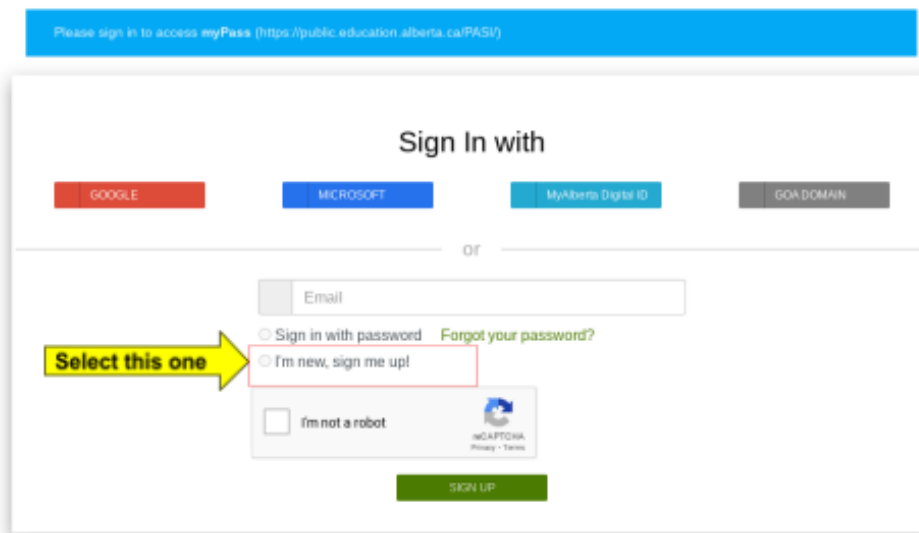 Please sign in to access myPass (https://public.education.alberta.ca/PASI/)
Sign In with
GOOGLE
MICROSOFT
MyAlberta Digital ID
GOA DOMAIN
or
Email
Sign in with password Forgot your password?
Select this one
I'm new, sign me up!
I'm not a robot
reCAPTCHA
Privacy - Terms
SIGN UP